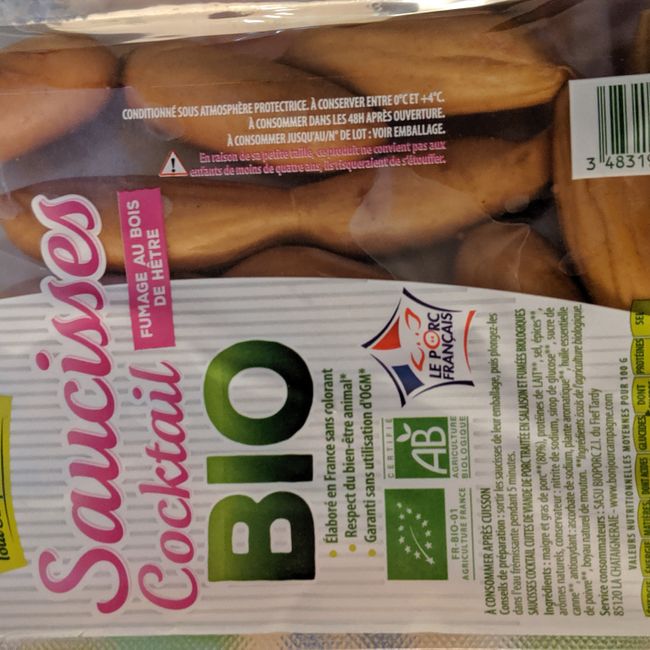 CONDITIONNÉ SOUS ATMOSPHÈRE PROTECTRICE. À CONSERVER ENTRE 0°C ET +4°C.
À CONSOMMER DANS LES 48H APRÈS OUVERTURE.
À CONSOMMER JUSQU'AU/N° DE LOT : VOIR EMBALLAGE.
En raison de sa petite taille, ce produit ne convient pas aux
enfants de moins de quatre ans, ils risqueraient de s'étouffer.
3 48319
Saucisses
Cocktail
FUMAGE AU BOIS
DE HÊTRE
BIO
• Élaboré en France sans colorant
• Respect du bien-être animal*
• Garanti sans utilisation d'OGM*
LE PORC
FRANÇAIS
CERTIFIÉ
AB
AGRICULTURE
BIOLOGIQUE
FR-BIO-01
AGRICULTURE FRANCE
À CONSOMMER APRÈS CUISSON
Conseils de préparation : sortir les saucisses de leur emballage, puis plongez-les
dans l'eau frémissante pendant 5 minutes.
SAUCISSES COCKTAIL CUITES DE VIANDE DE PORC TRAITÉE EN SALAISON ET FUMÉES BIOLOGIQUES
Ingrédients : maigre et gras de porc** (80%), protéines de LAIT**, sel, épices**,
arômes naturels, conservateur : nitrite de sodium, sirop de glucose**, sucre de
canne**, antioxydant : ascorbate de sodium, plante aromatique**, huile essentielle
de poivre**, boyau naturel de mouton. **Ingrédients issus de l'agriculture biologique.
Service consommateurs : SASU BIOPORC Z.I. du Fief Tardy
85120 LA CHATAIGNERAIE - www.bonjourcampagne.com
VALEURS NUTRITIONNELLES MOYENNES POUR 100 G
ÉNERGIE MATIÈRES GLUCIDES DONT PROTÉINES SEL